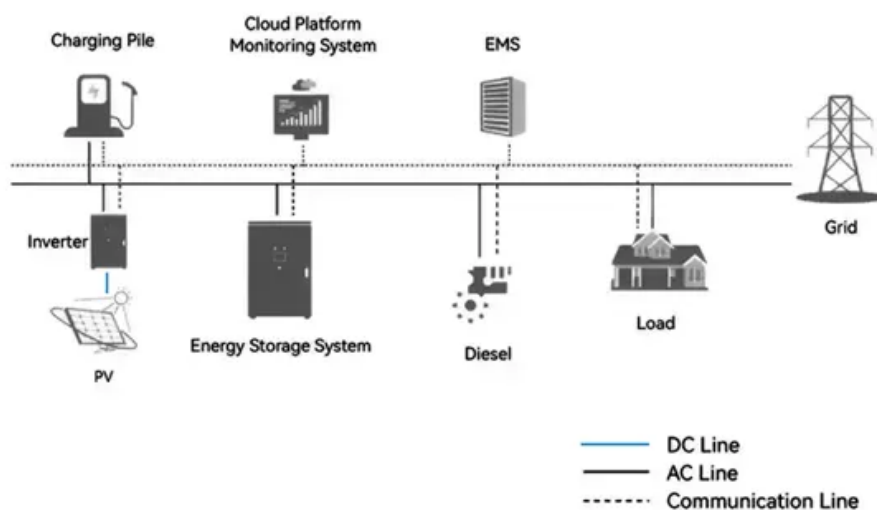 Charging Pile
Cloud Platform
Monitoring System
EMS
Grid
Inverter
Energy Storage System
Diesel
Load
PV
DC Line
AC Line
Communication Line